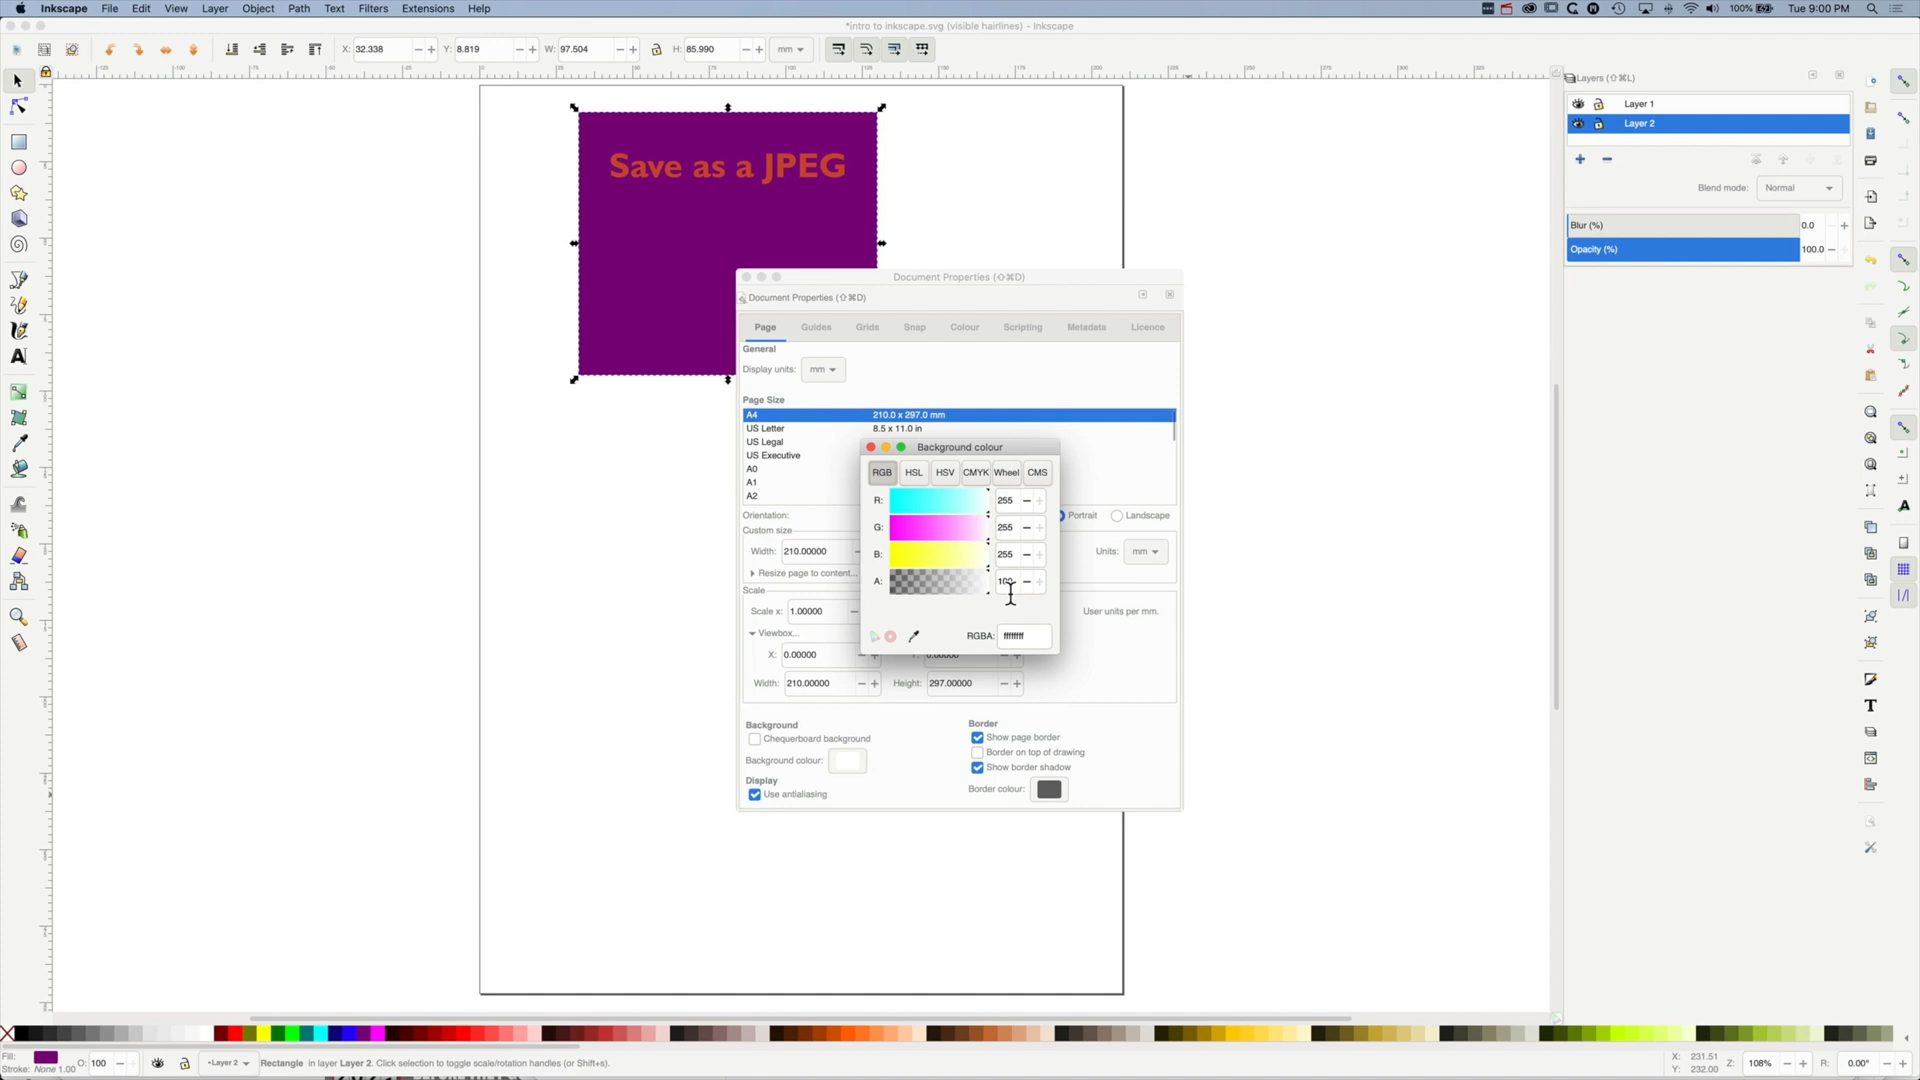 Inkscape File Edit View Layer Object Path Text Filters Extensions Help 100% Tue 9:00 PM
*intro to inkscape.svg (visible hairlines) - Inkscape
X: 32.338 Y: 8.819 W: 97.504 H: 85.990 mm
Layers (⇧⌘L)
Layer 1
Layer 2
Blend mode: Normal
Blur (%) 0.0
Opacity (%) 100.0
Save as a JPEG
Document Properties (⇧⌘D)
Document Properties (⇧⌘D)
Page Guides Grids Snap Colour Scripting Metadata Licence
General
Display units: mm
Page Size
A4 210.0 x 297.0 mm
US Letter 8.5 x 11.0 in
US Legal
US Executive
A0
A1
A2
Orientation: Portrait Landscape
Custom size
Width: 210.00000 Units: mm
Resize page to content...
Scale
Scale x: 1.00000 User units per mm.
Viewbox...
X: 0.00000
Width: 210.00000 Height: 297.00000
Background colour
RGB HSL HSV CMYK Wheel CMS
R: 255
G: 255
B: 255
A: 100
RGBA: ffffffff
Background
Chequerboard background
Background colour:
Display
Use antialiasing
Border
Show page border
Border on top of drawing
Show border shadow
Border colour:
Fill:
Stroke: None 1.00
O: 100 •Layer 2 Rectangle in layer Layer 2. Click selection to toggle scale/rotation handles (or Shift+s).
X: 231.51
Y: 232.00
Z: 108% R: 0.00°